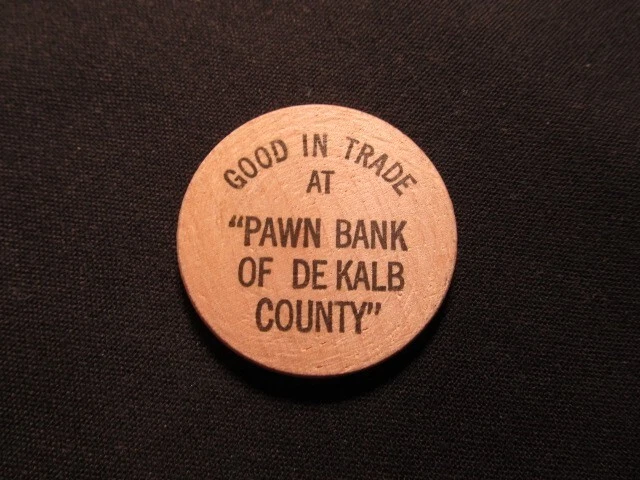 GOOD IN TRADE
AT
“PAWN BANK
OF DE KALB
COUNTY”